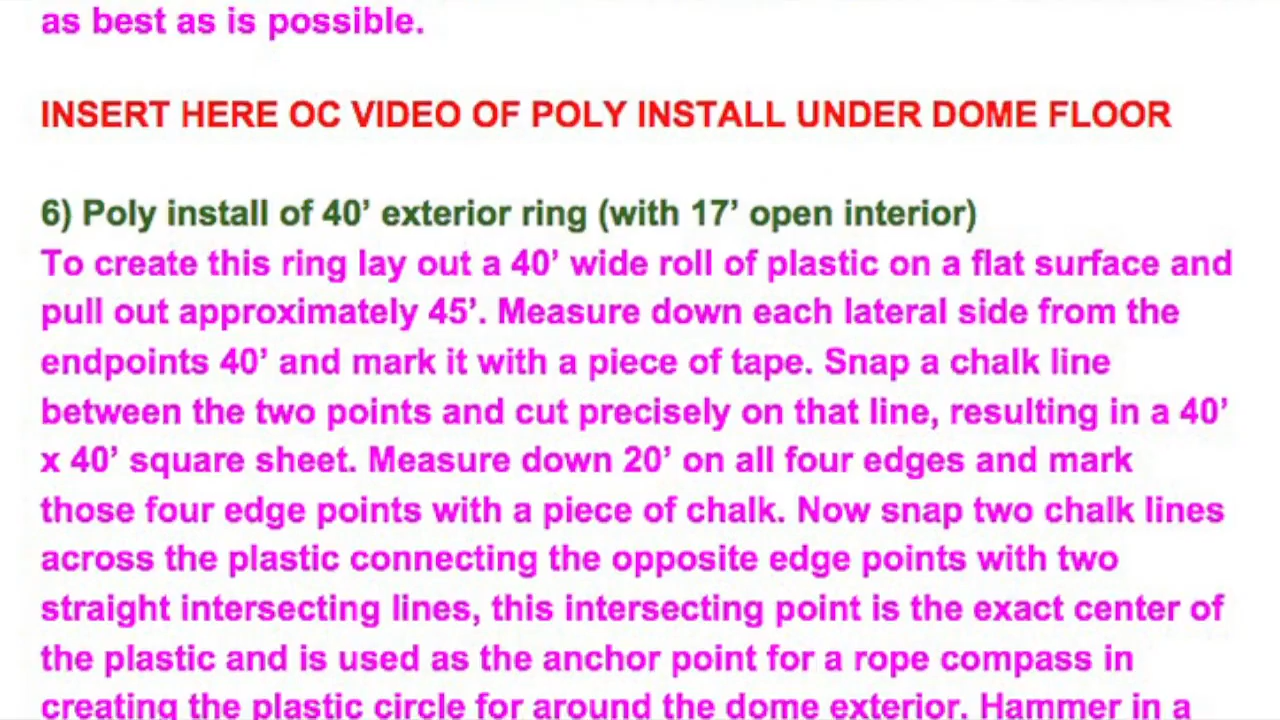 as best as is possible.
INSERT HERE OC VIDEO OF POLY INSTALL UNDER DOME FLOOR
6) Poly install of 40’ exterior ring (with 17’ open interior)
To create this ring lay out a 40’ wide roll of plastic on a flat surface and
pull out approximately 45’. Measure down each lateral side from the
endpoints 40’ and mark it with a piece of tape. Snap a chalk line
between the two points and cut precisely on that line, resulting in a 40’
x 40’ square sheet. Measure down 20’ on all four edges and mark
those four edge points with a piece of chalk. Now snap two chalk lines
across the plastic connecting the opposite edge points with two
straight intersecting lines, this intersecting point is the exact center of
the plastic and is used as the anchor point for a rope compass in
creating the plastic circle for around the dome exterior. Hammer in a